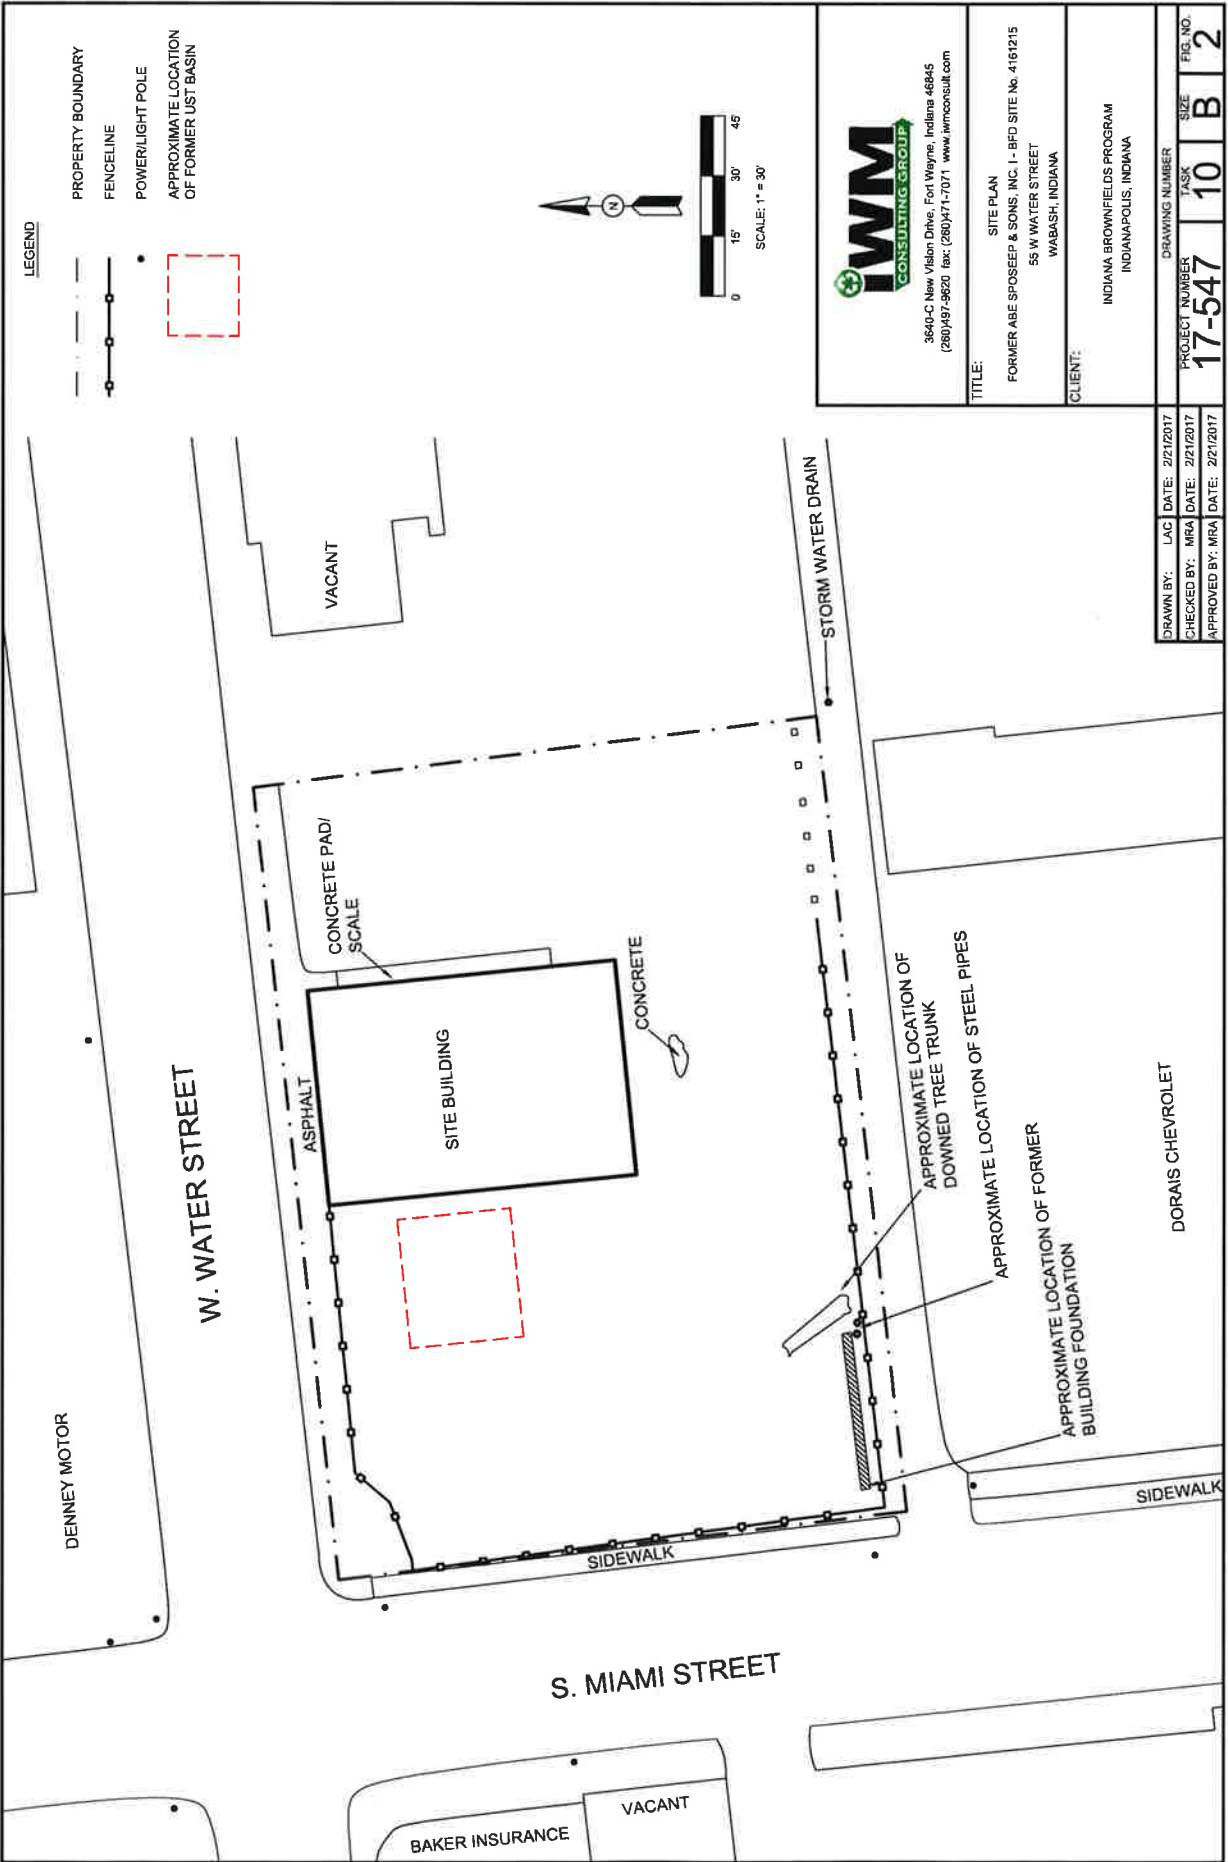 LEGEND
PROPERTY BOUNDARY
FENCELINE
POWER/LIGHT POLE
APPROXIMATE LOCATION
OF FORMER UST BASIN
N
0 15' 30' 45'
SCALE: 1" = 30'
DENNEY MOTOR
W. WATER STREET
VACANT
ASPHALT
CONCRETE PAD/
SCALE
SITE BUILDING
CONCRETE
STORM WATER DRAIN
SIDEWALK
APPROXIMATE LOCATION OF
DOWNED TREE TRUNK
APPROXIMATE LOCATION OF STEEL PIPES
APPROXIMATE LOCATION OF FORMER
APPROXIMATE LOCATION OF FORMER
BUILDING FOUNDATION
DORAIS CHEVROLET
SIDEWALK
S. MIAMI STREET
BAKER INSURANCE
VACANT
IWM
CONSULTING GROUP
3640-C New Vision Drive, Fort Wayne, Indiana 46845
(260)497-9620 fax: (260)471-7071 www.iwmconsult.com
TITLE:
SITE PLAN
FORMER ABE SPOSEEP & SONS, INC. I - BFD SITE No. 4161215
55 W WATER STREET
WABASH, INDIANA
CLIENT:
INDIANA BROWNFIELDS PROGRAM
INDIANAPOLIS, INDIANA
DRAWN BY: LAC DATE: 2/21/2017
CHECKED BY: MRA DATE: 2/21/2017
APPROVED BY: MRA DATE: 2/21/2017
DRAWING NUMBER
PROJECT NUMBER TASK SIZE FIG. NO.
17-547 10 B 2